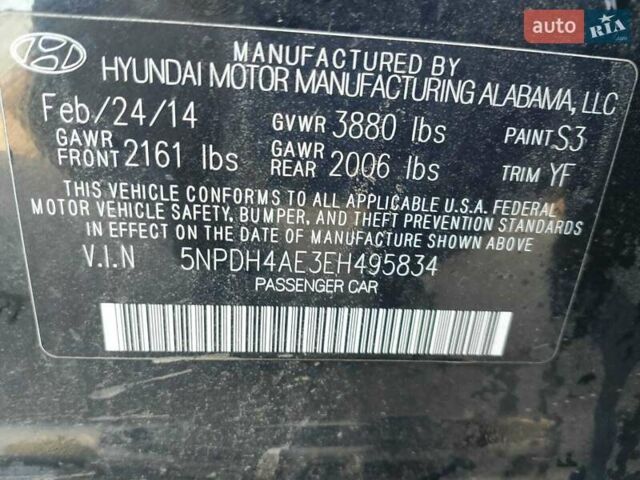 auto RIA .com
MANUFACTURED BY
HYUNDAI MOTOR MANUFACTURING ALABAMA, LLC
Feb/24/14 GVWR 3880 lbs PAINT S3
GAWR FRONT 2161 lbs GAWR REAR 2006 lbs TRIM YF
THIS VEHICLE CONFORMS TO ALL APPLICABLE U.S.A. FEDERAL
MOTOR VEHICLE SAFETY, BUMPER, AND THEFT PREVENTION STANDARDS
IN EFFECT ON THE DATE OF MANUFACTURE SHOWN ABOVE
V.I.N 5NPDH4AE3EH495834
PASSENGER CAR